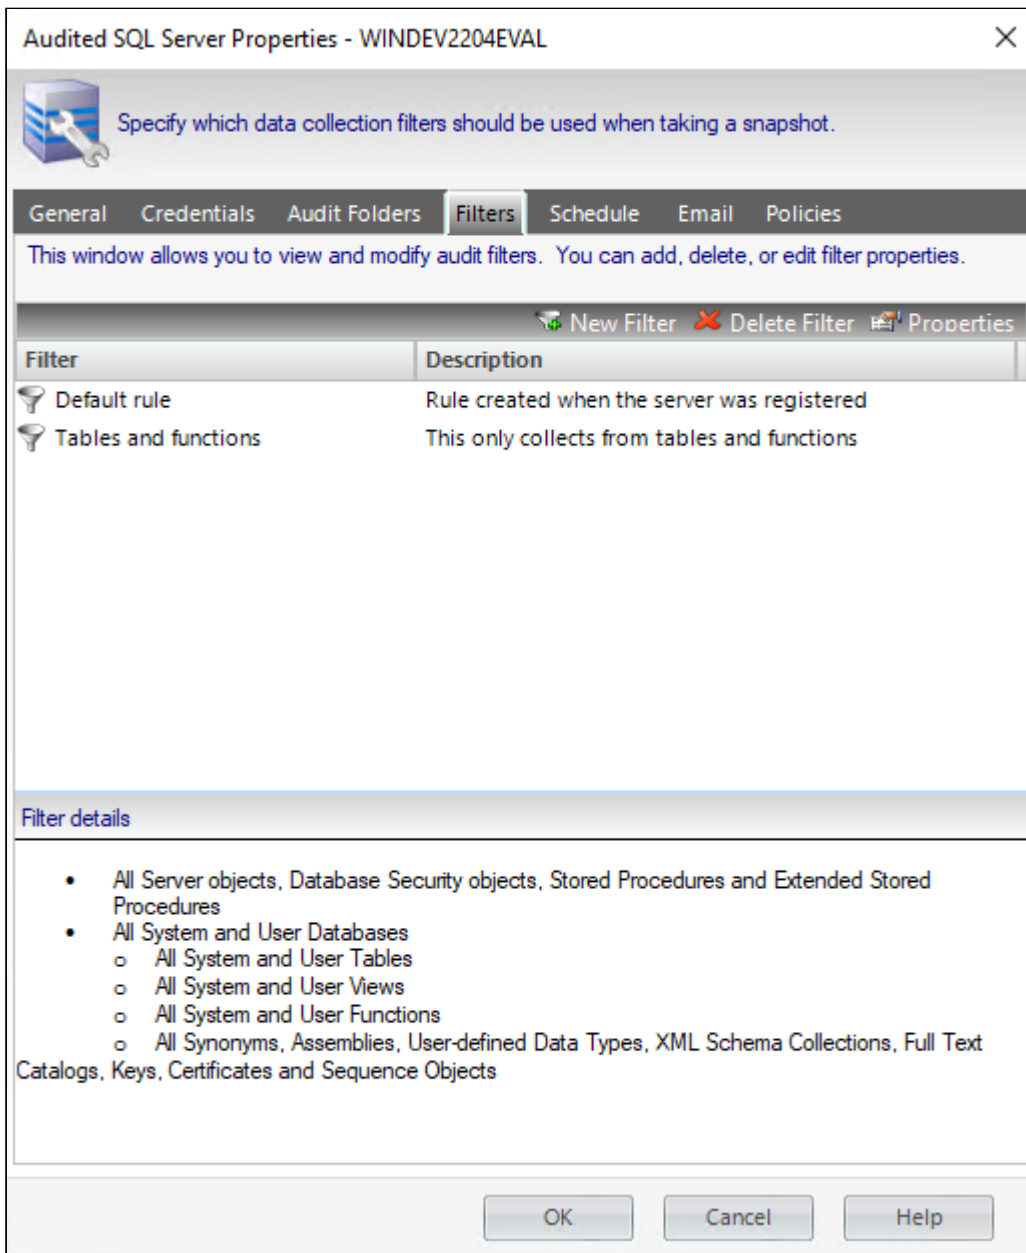 Audited SQL Server Properties - WINDEV2204EVAL
Specify which data collection filters should be used when taking a snapshot.
General Credentials Audit Folders Filters Schedule Email Policies
This window allows you to view and modify audit filters. You can add, delete, or edit filter properties.
New Filter Delete Filter Properties
Filter Description
Default rule Rule created when the server was registered
Tables and functions This only collects from tables and functions
Filter details
• All Server objects, Database Security objects, Stored Procedures and Extended Stored
Procedures
• All System and User Databases
o All System and User Tables
o All System and User Views
o All System and User Functions
o All Synonyms, Assemblies, User-defined Data Types, XML Schema Collections, Full Text
Catalogs, Keys, Certificates and Sequence Objects
OK Cancel Help